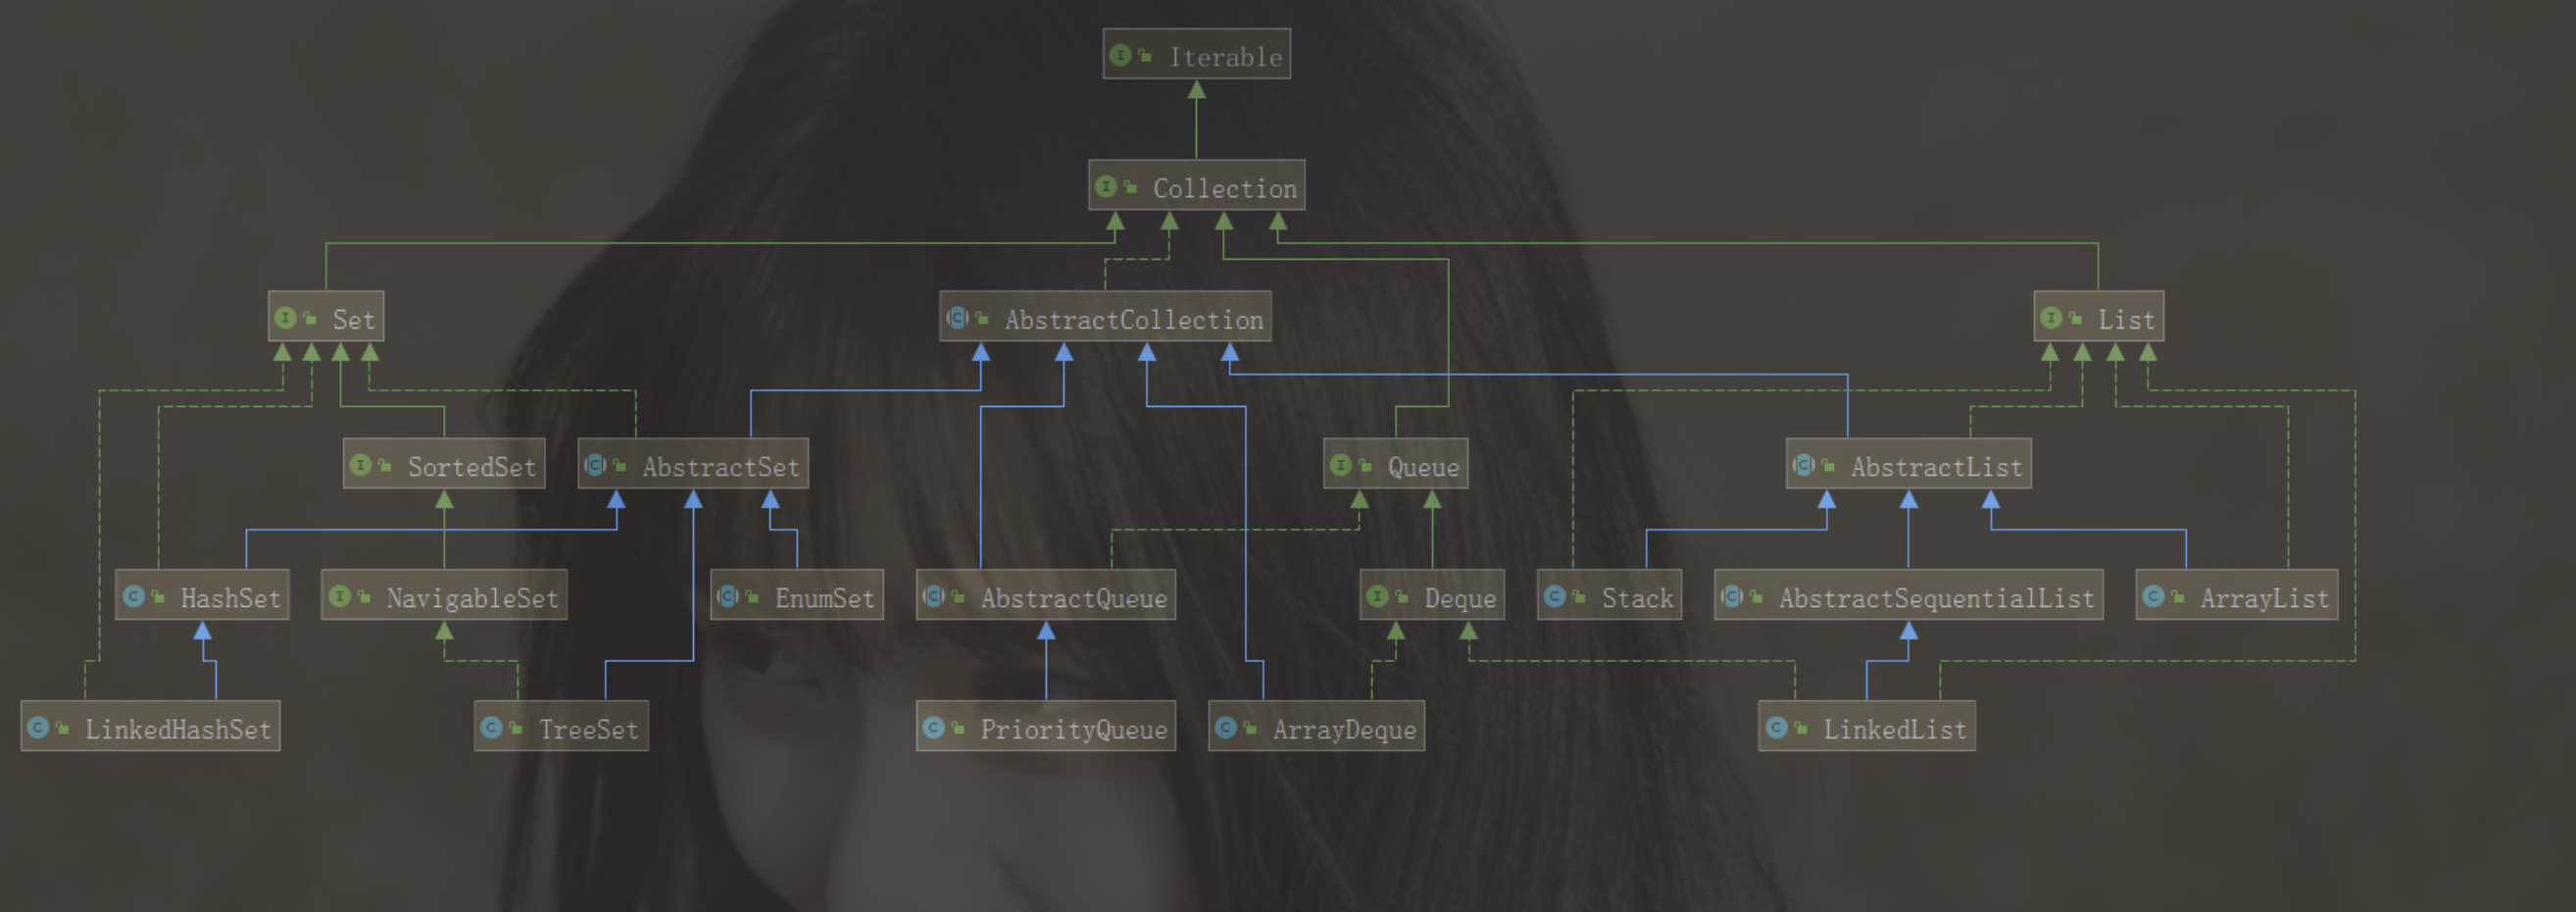 Iterable
Collection
Set
AbstractCollection
List
SortedSet
AbstractSet
Queue
AbstractList
HashSet
NavigableSet
EnumSet
AbstractQueue
Deque
Stack
AbstractSequentialList
ArrayList
LinkedHashSet
TreeSet
PriorityQueue
ArrayDeque
LinkedList